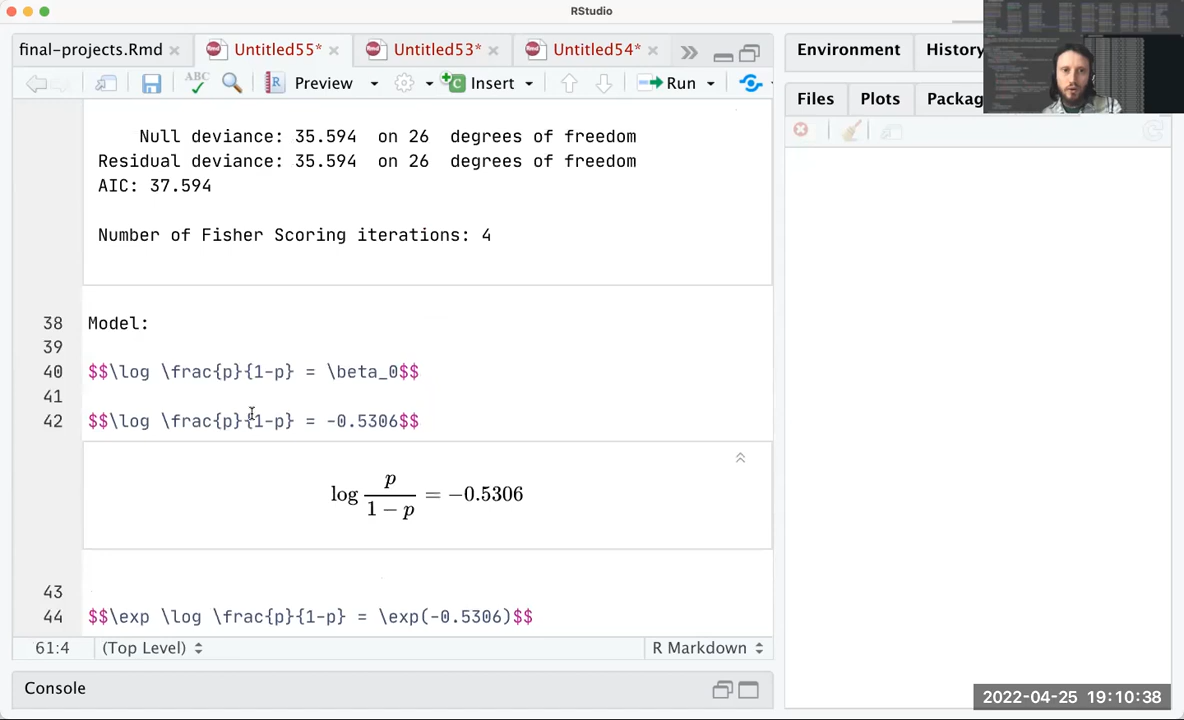 RStudio
final-projects.Rmd Untitled55* Untitled53* Untitled54* Environment History
ABC Preview Insert Run Files Plots Packag
Null deviance: 35.594 on 26 degrees of freedom
Residual deviance: 35.594 on 26 degrees of freedom
AIC: 37.594
Number of Fisher Scoring iterations: 4
38 Model:
39
40 $$\log \frac{p}{1-p} = \beta_0$$
41
42 $$\log \frac{p}{1-p} = -0.5306$$
log p/1 − p = −0.5306
43
44 $$\exp \log \frac{p}{1-p} = \exp(-0.5306)$$
61:4 (Top Level) R Markdown
Console
2022-04-25 19:10:38